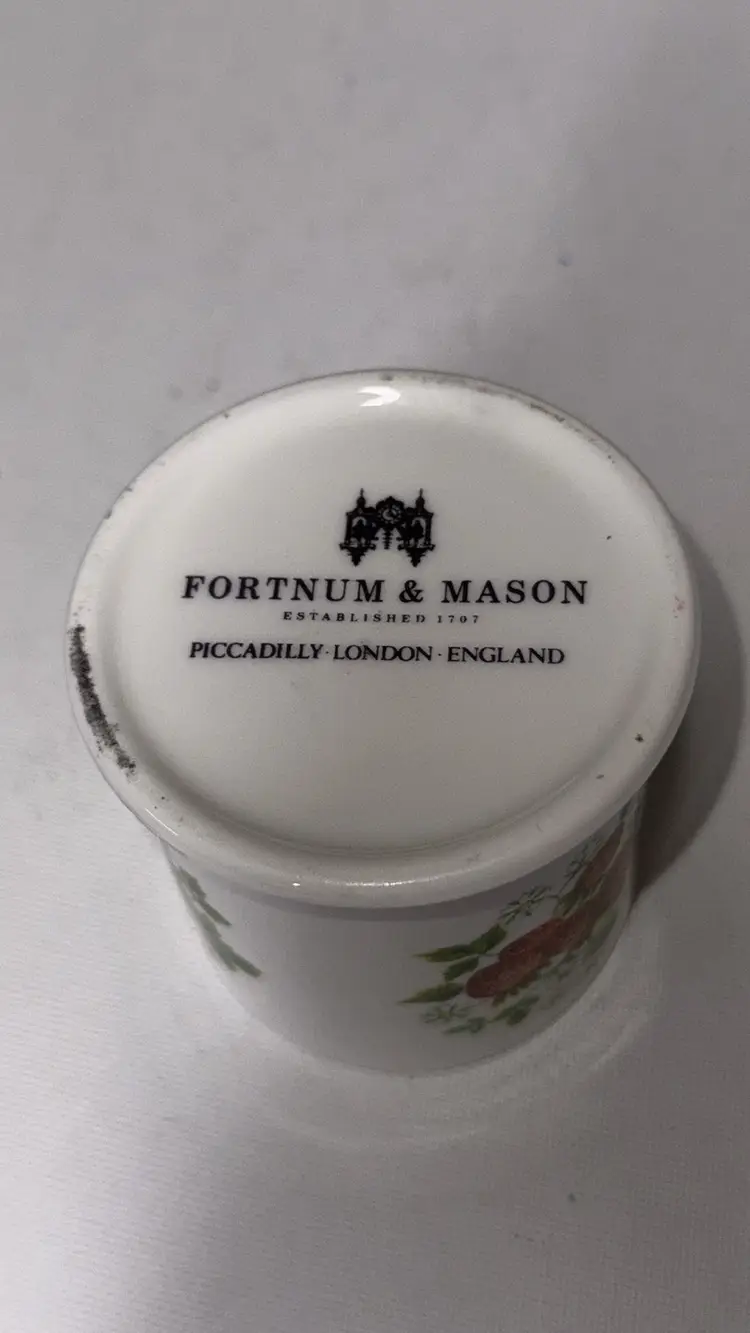 FORTNUM & MASON
ESTABLISHED 1707
PICCADILLY · LONDON · ENGLAND